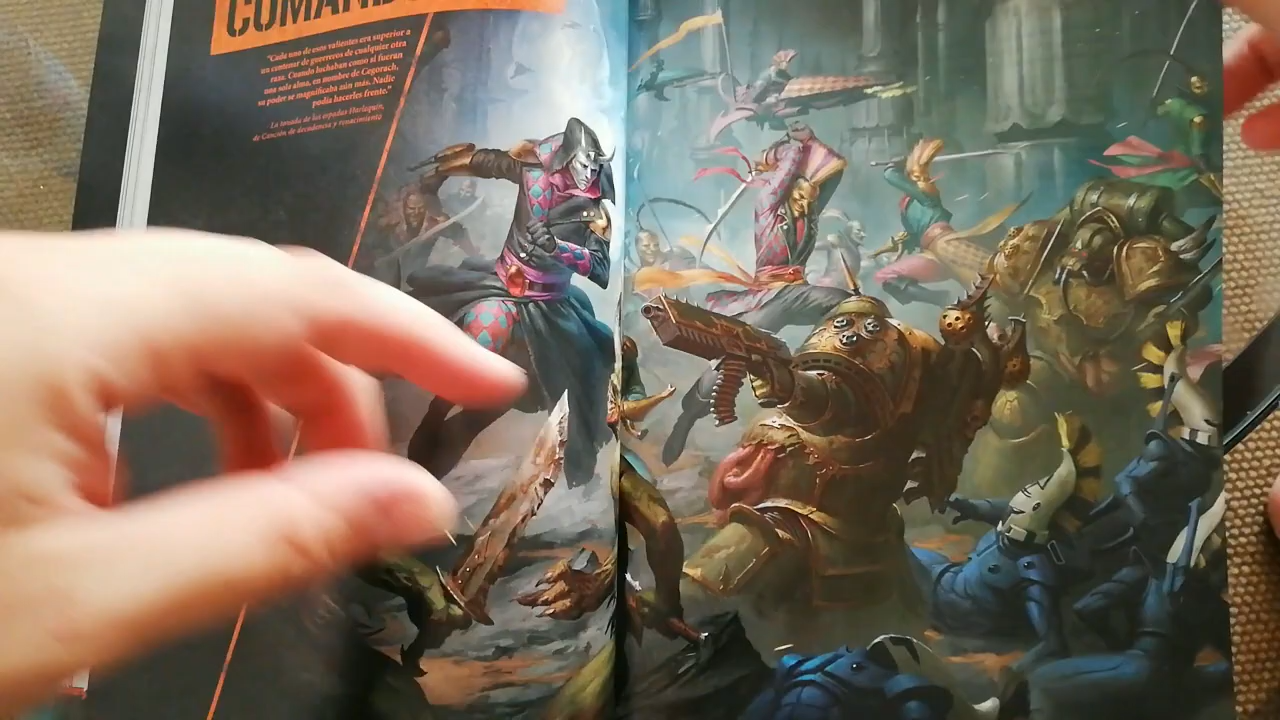 COMAND
"Cada uno de esos valientes era superior a
un centenar de guerreros de cualquier otra
raza. Cuando luchaban como si fueran
una sola alma, en nombre de Cegorach,
su poder se magnificaba aún más. Nadie
podía hacerles frente."
La tonada de las espadas Harlequin,
de Canción de decadencia y renacimiento